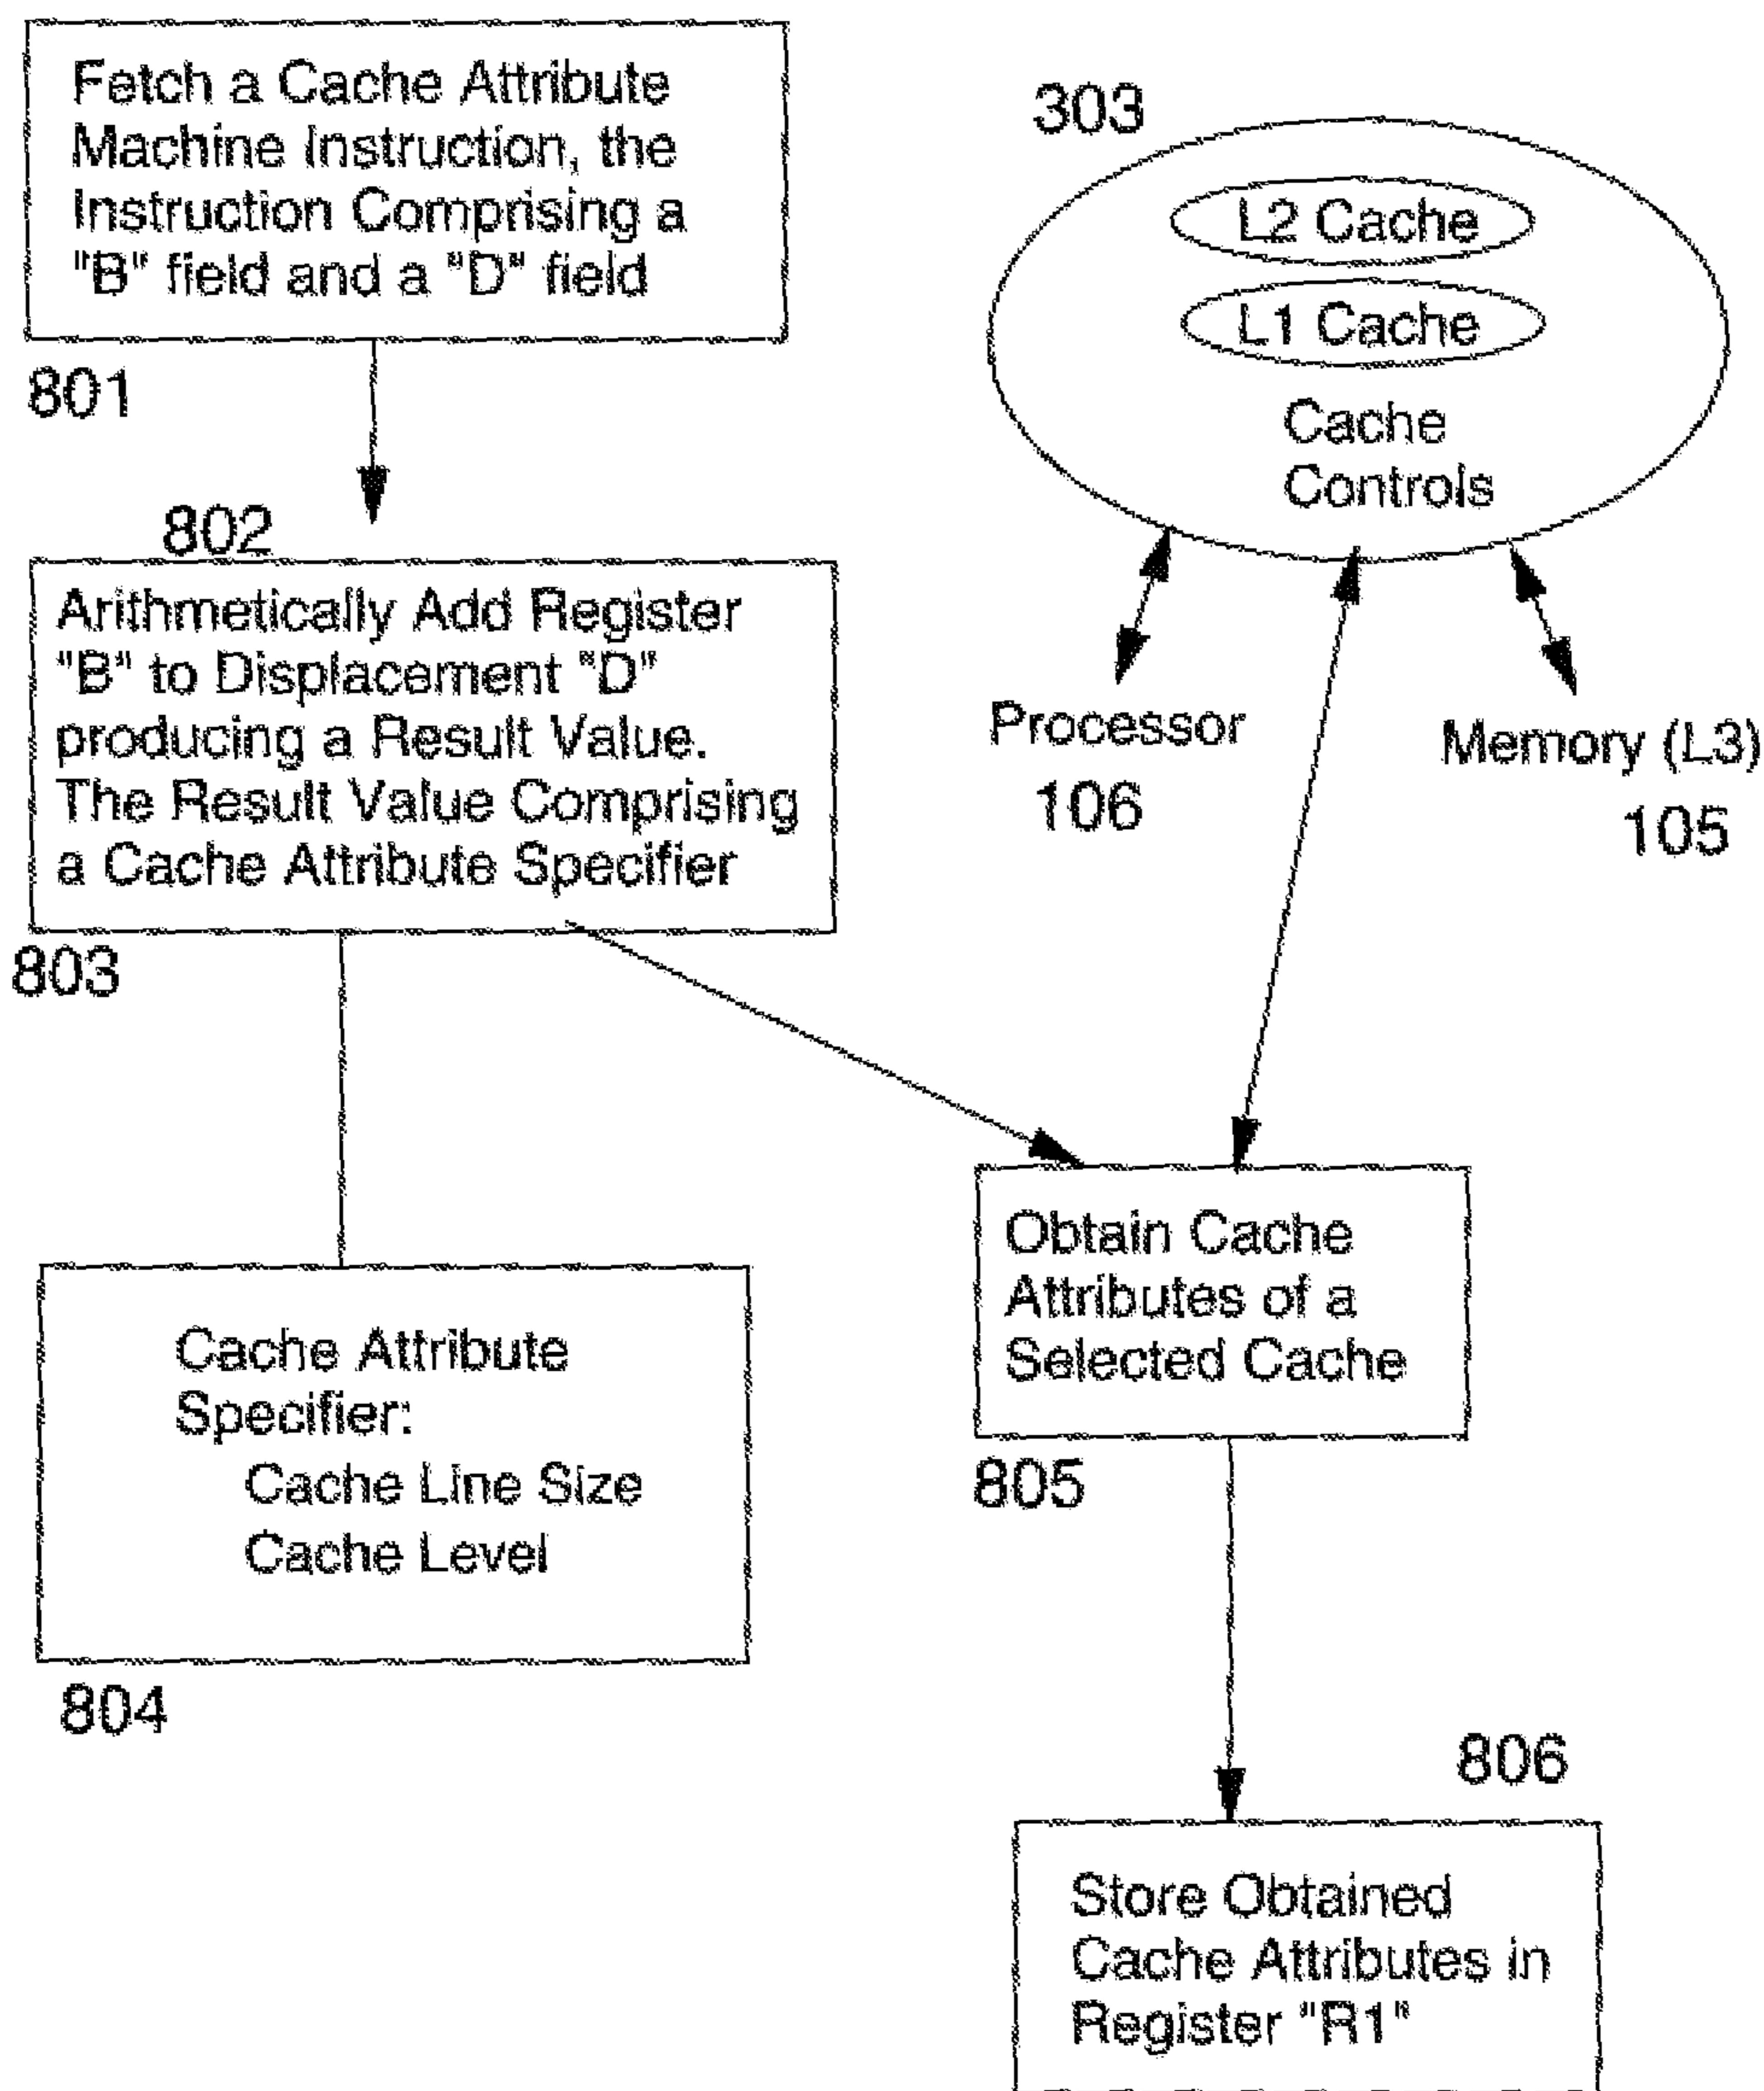 Fetch a Cache Attribute
Machine Instruction, the
Instruction Comprising a
"B" field and a "D" field
801
802
Arithmetically Add Register
"B" to Displacement "D"
producing a Result Value.
The Result Value Comprising
a Cache Attribute Specifier
803
Cache Attribute
Specifier:
Cache Line Size
Cache Level
804
303
L2 Cache
L1 Cache
Cache
Controls
Processor
106
Memory (L3)
105
Obtain Cache
Attributes of a
Selected Cache
805
806
Store Obtained
Cache Attributes in
Register "R1"